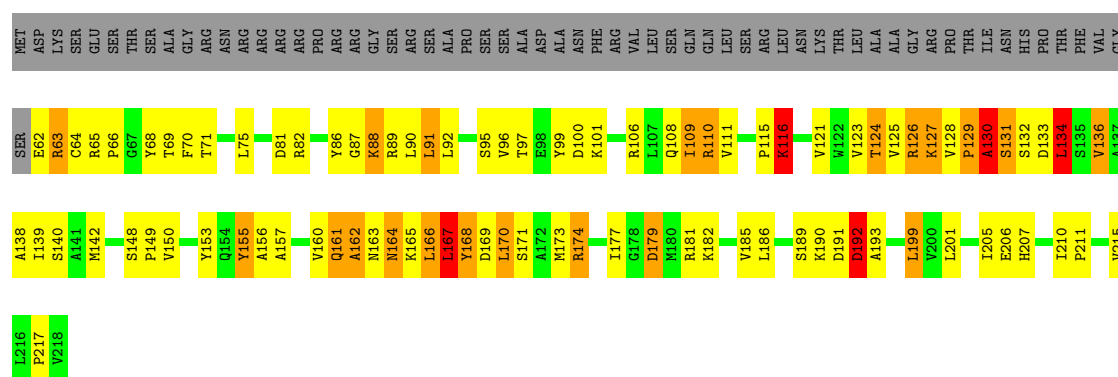 MET ASP LYS SER GLU SER THR SER ALA GLY ARG ASN ARG ARG ARG ARG PRO ARG ARG GLY SER ARG SER ALA PRO SER SER ALA ASP ALA ASN PHE ARG VAL LEU SER GLN GLN LEU SER ARG LEU ASN LYS THR LEU ALA ALA GLY ARG PRO THR ILE ASN HIS PRO THR PHE VAL GLY
SER E62 R63 C64 R65 P66 G67 Y68 T69 F70 T71 L75 D81 R82 Y86 G87 K88 R89 L90 L91 L92 S95 V96 T97 E98 Y99 D100 K101 R106 L107 Q108 I109 R110 V111 P115 K116 V121 W122 V123 T124 V125 R126 K127 V128 P129 A130 S131 S132 D133 L134 S135 V136 A137
A138 I139 S140 A141 M142 S148 P149 V150 Y153 Q154 Y155 A156 A157 V160 Q161 A162 N163 N164 K165 L166 L167 Y168 D169 L170 S171 A172 M173 R174 I177 G178 D179 M180 R181 K182 V185 L186 S189 K190 D191 D192 A193 L199 V200 L201 I205 E206 H207 I210 P211 V215
L216 P217 V218